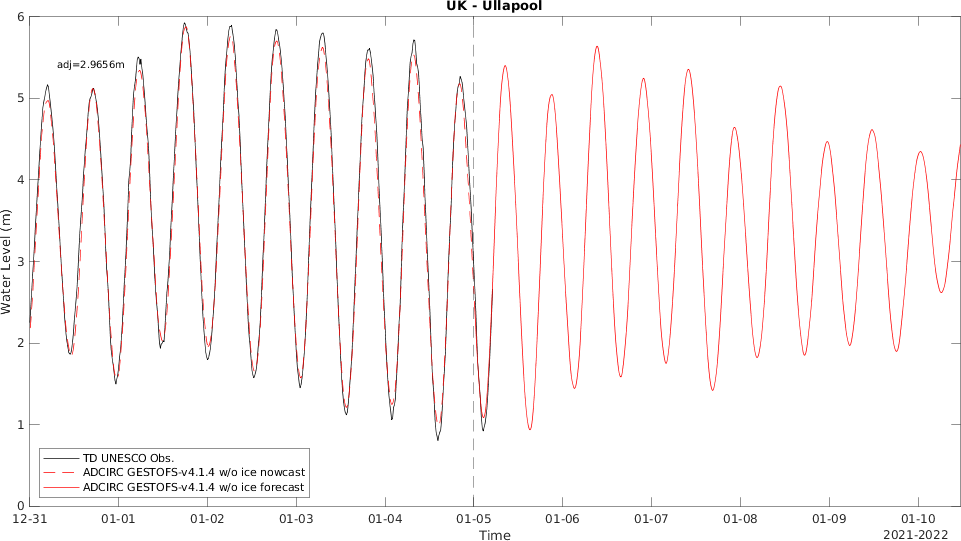 UK - Ullapool
adj=2.9656m
6
5
4
3
2
1
0
Water Level (m)
TD UNESCO Obs.
ADCIRC GESTOFS-v4.1.4 w/o ice nowcast
ADCIRC GESTOFS-v4.1.4 w/o ice forecast
12-31 01-01 01-02 01-03 01-04 01-05 01-06 01-07 01-08 01-09 01-10
Time
2021-2022